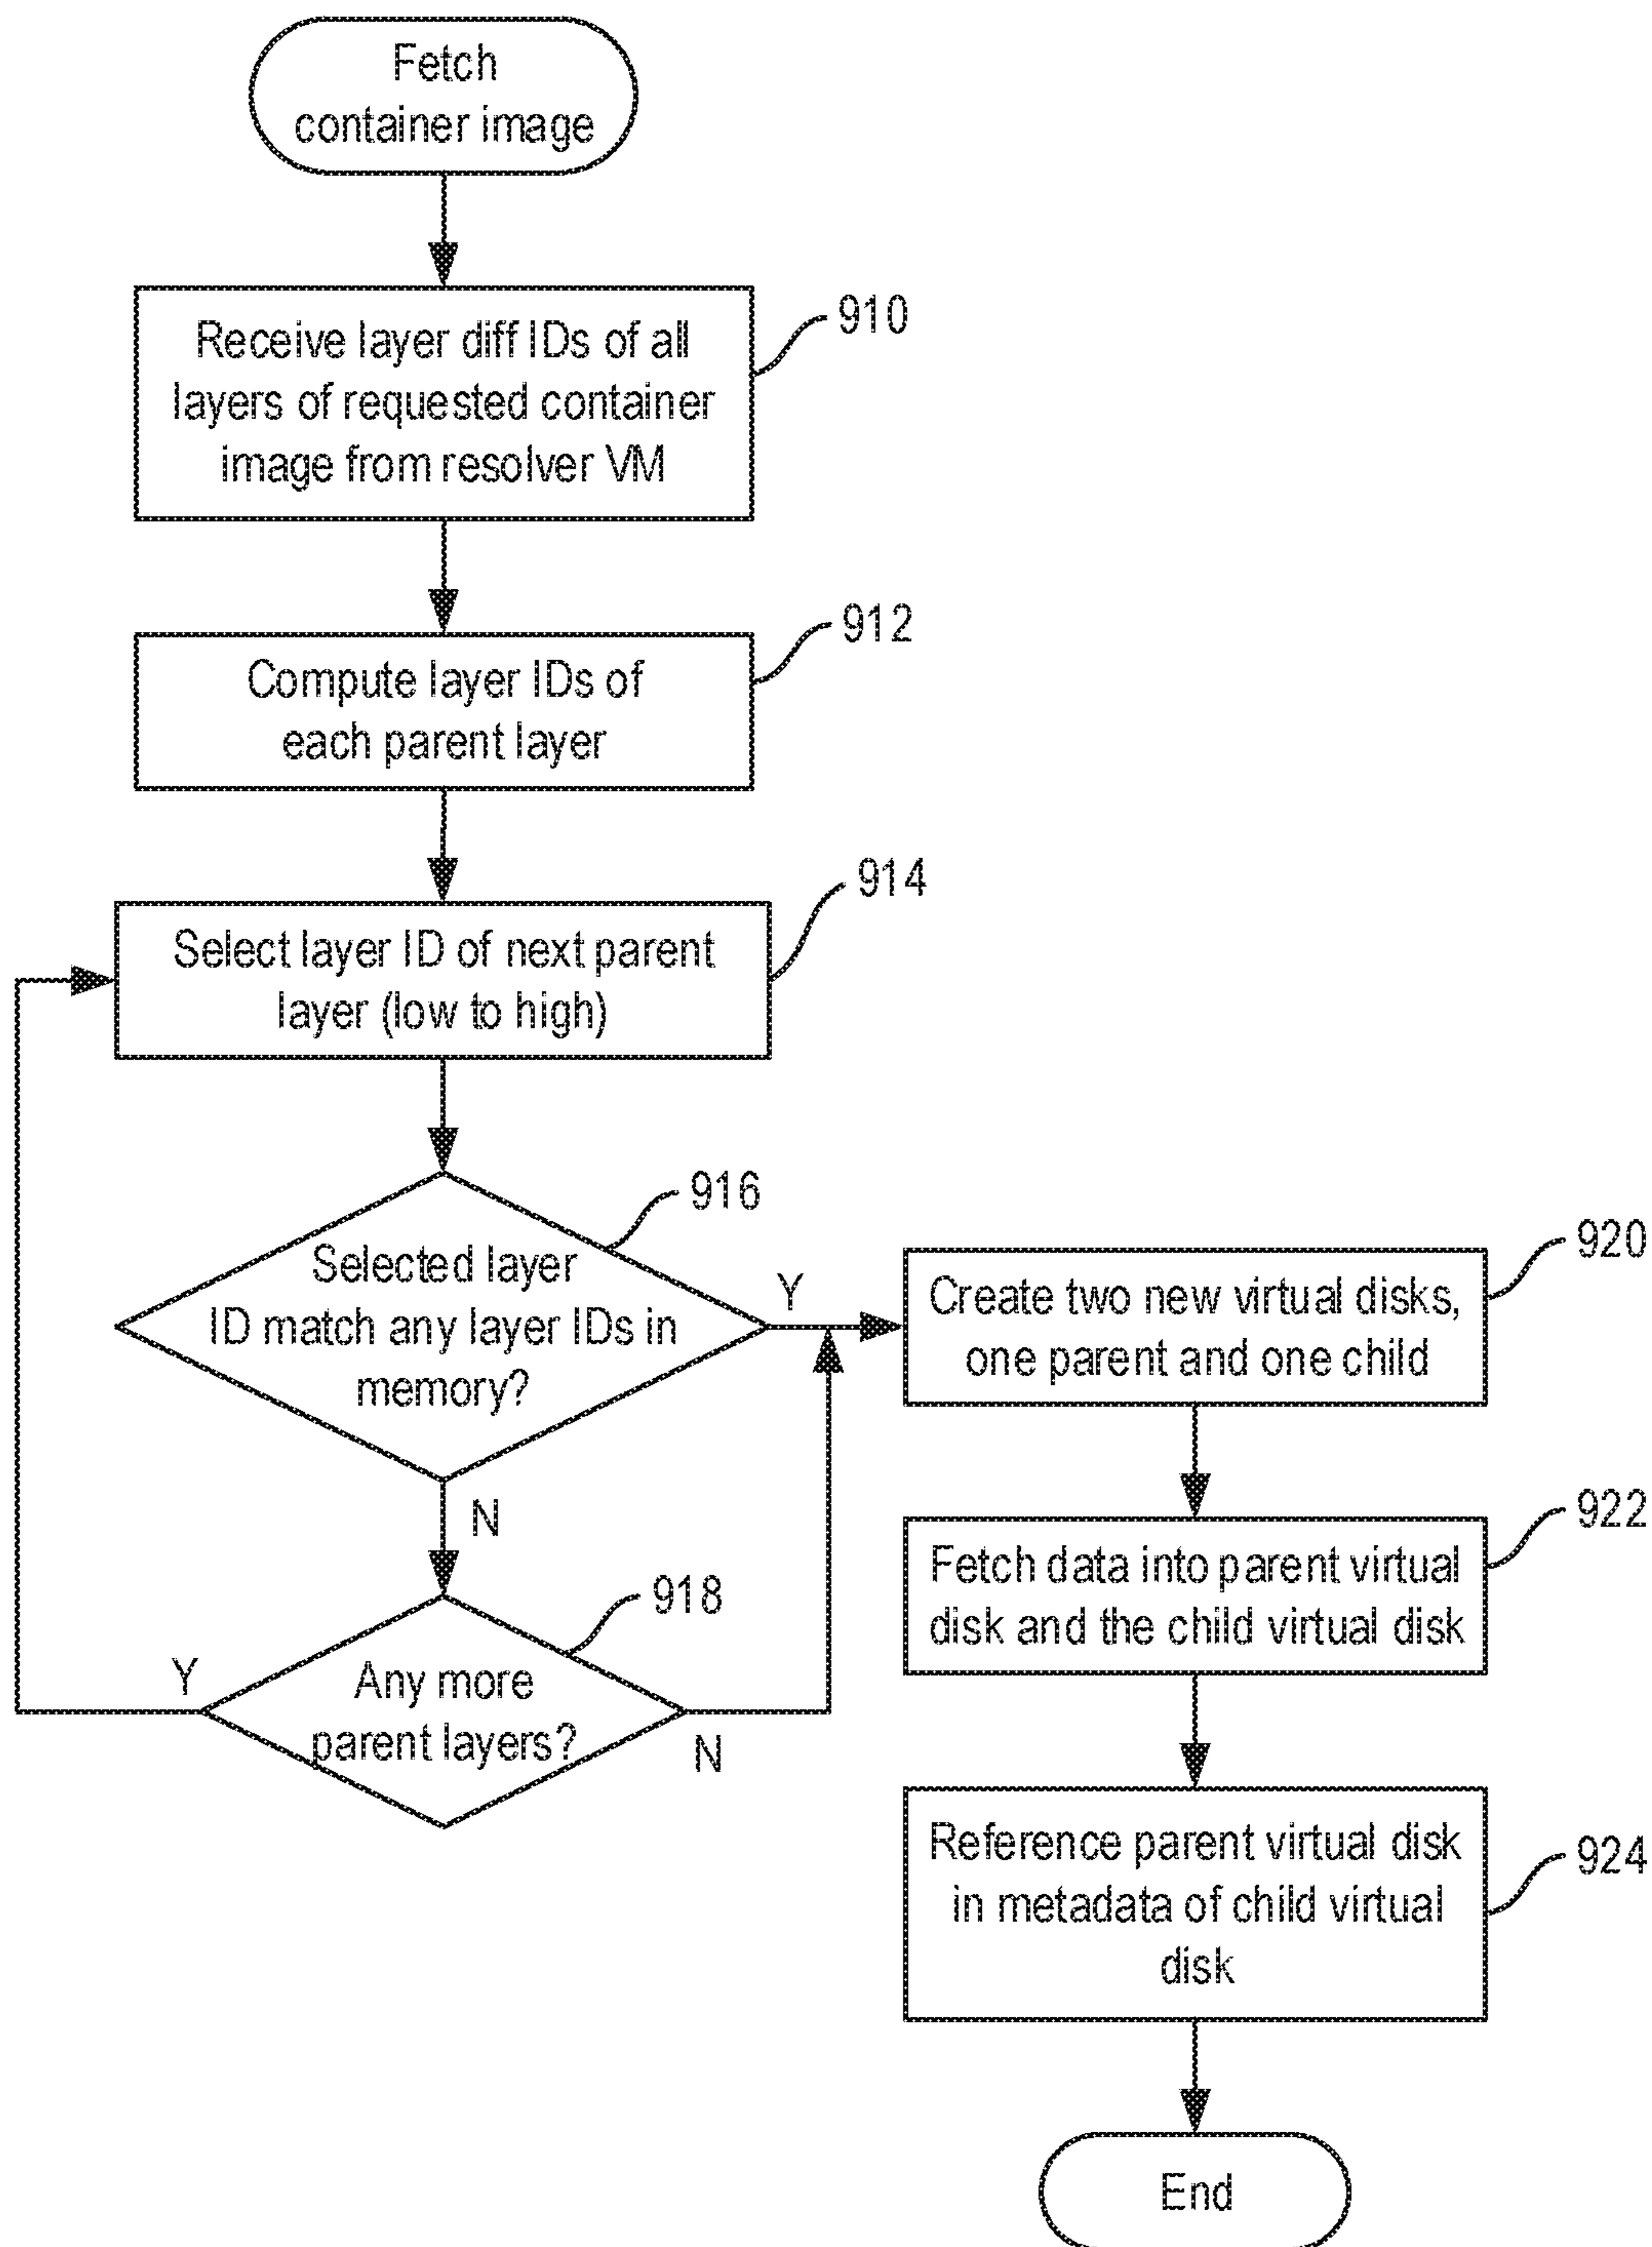 Fetch
container image
Receive layer diff IDs of all
layers of requested container
image from resolver VM
910
Compute layer IDs of
each parent layer
912
Select layer ID of next parent
layer (low to high)
914
Selected layer
ID match any layer IDs in
memory?
916
Y
N
Any more
parent layers?
918
Y
N
Create two new virtual disks,
one parent and one child
920
Fetch data into parent virtual
disk and the child virtual disk
922
Reference parent virtual disk
in metadata of child virtual
disk
924
End